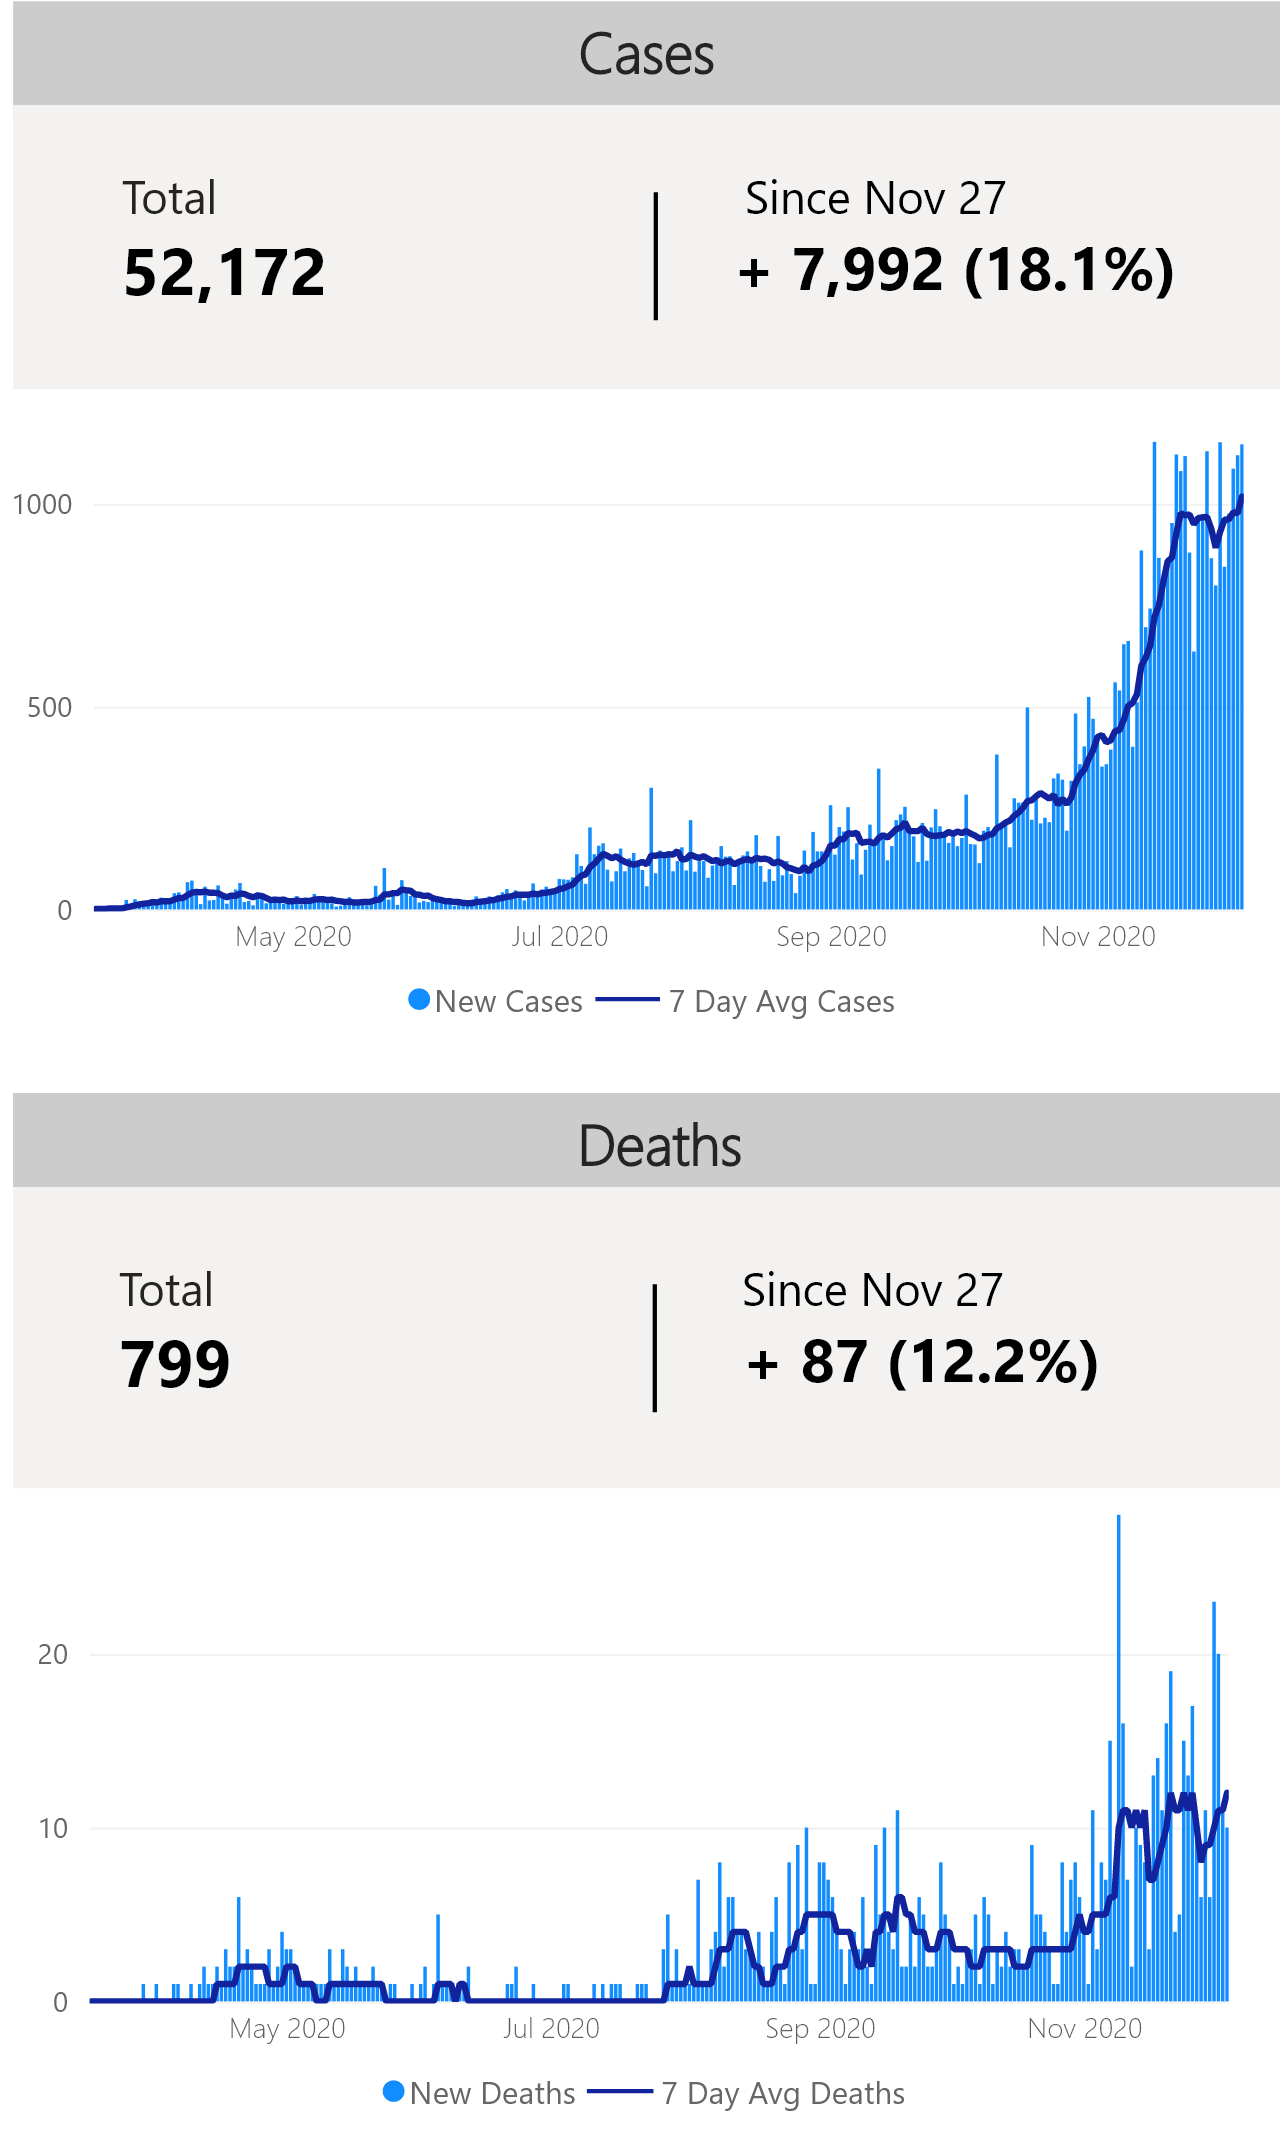 Cases
Total
Since Nov 27
52,172
+ 7,992 (18.1%)
1000
500
0
May 2020
Jul 2020
Sep 2020
Nov 2020
New Cases
7 Day Avg Cases
Deaths
Total
Since Nov 27
799
+ 87 (12.2%)
20
10
0
May 2020
Jul 2020
Sep 2020
Nov 2020
New Deaths
7 Day Avg Deaths